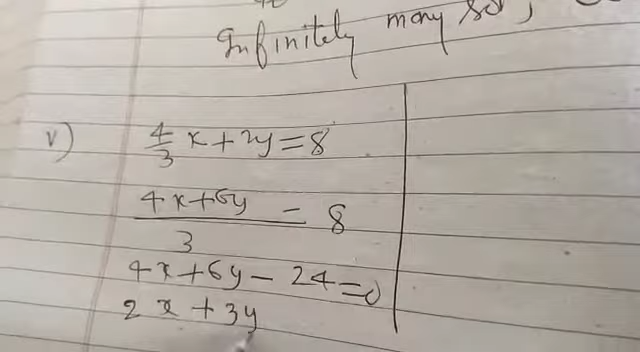 Infinitely many sol,
v) 4/3 x + 2y = 8
4x+6y/3 = 8
4x+6y - 24=0
2x + 3y